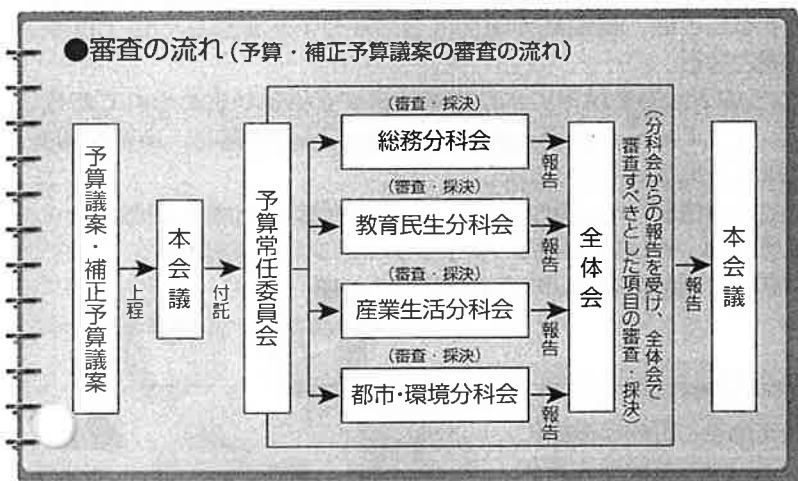 ●審査の流れ(予算・補正予算議案の審査の流れ)
予算議案・補正予算議案
上程
本会議
付託
予算常任委員会
(審査・採決)
総務分科会
報告
(審査・採決)
教育民生分科会
報告
(審査・採決)
産業生活分科会
報告
(審査・採決)
都市・環境分科会
報告
全体会
(分科会からの報告を受け、全体会で
審査すべきとした項目の審査・採決)
報告
本会議